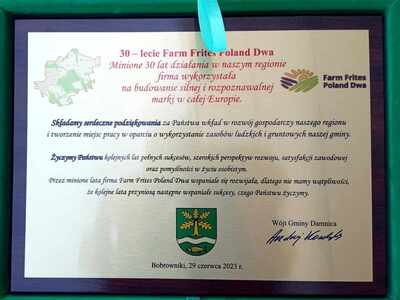 30 – lecie Farm Frites Poland Dwa
Minione 30 lat działania w naszym regionie
firma wykorzystała
na budowanie silnej i rozpoznawalnej
marki w całej Europie.
Farm Frites
Poland Dwa
Składamy serdeczne podziękowania za Państwa wkład w rozwój gospodarczy naszego regionu
i tworzenie miejsc pracy w oparciu o wykorzystanie zasobów ludzkich i gruntowych naszej gminy.
Życzymy Państwu kolejnych lat pełnych sukcesów, szerokich perspektyw rozwoju, satysfakcji zawodowej
oraz pomyślności w życiu osobistym.
Przez minione lata firma Farm Frites Poland Dwa wspaniale się rozwijała, dlatego nie mamy wątpliwości,
że kolejne lata przyniosą następne wspaniałe sukcesy, czego Państwu życzymy.
Wójt Gminy Damnica
Bobrowniki, 29 czerwca 2023 r.